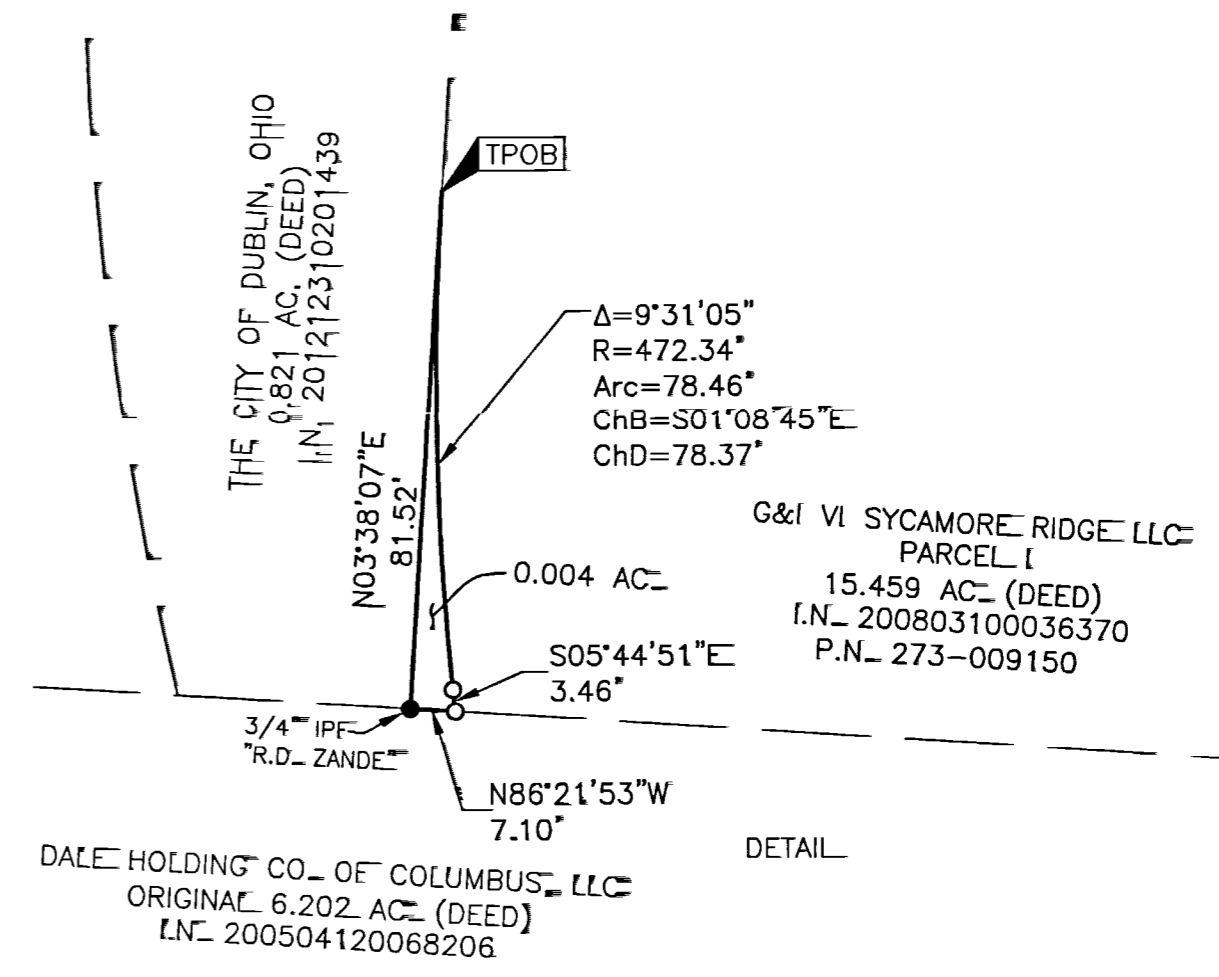 TPOB
THE CITY OF DUBLIN, OHIO
0.821 AC. (DEED)
I.N. 201212310201439
Δ=9°31'05"
R=472.34'
Arc=78.46'
ChB=S01°08'45"E
ChD=78.37'
N03°38'07"E
81.52'
G&I VI SYCAMORE RIDGE LLC
PARCEL I
15.459 AC. (DEED)
I.N. 200803100036370
P.N. 273-009150
0.004 AC.
S05°44'51"E
3.46'
3/4" IPF
"R.D. ZANDE"
N86°21'53"W
7.10'
DETAIL
DALE HOLDING CO. OF COLUMBUS, LLC
ORIGINAL 6.202 AC. (DEED)
I.N. 200504120068206